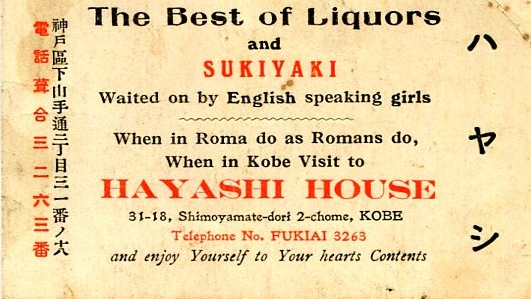 The Best of Liquors
and
SUKIYAKI
Waited on by English speaking girls
When in Roma do as Romans do,
When in Kobe Visit to
HAYASHI HOUSE
31-18, Shimoyamate-dori 2-chome, KOBE
Telephone No. FUKIAI 3263
and enjoy Yourself to Your hearts Contents
ハヤシ
神戸區下山手通二丁目三一番ノ十八
電話葺合三二六三番